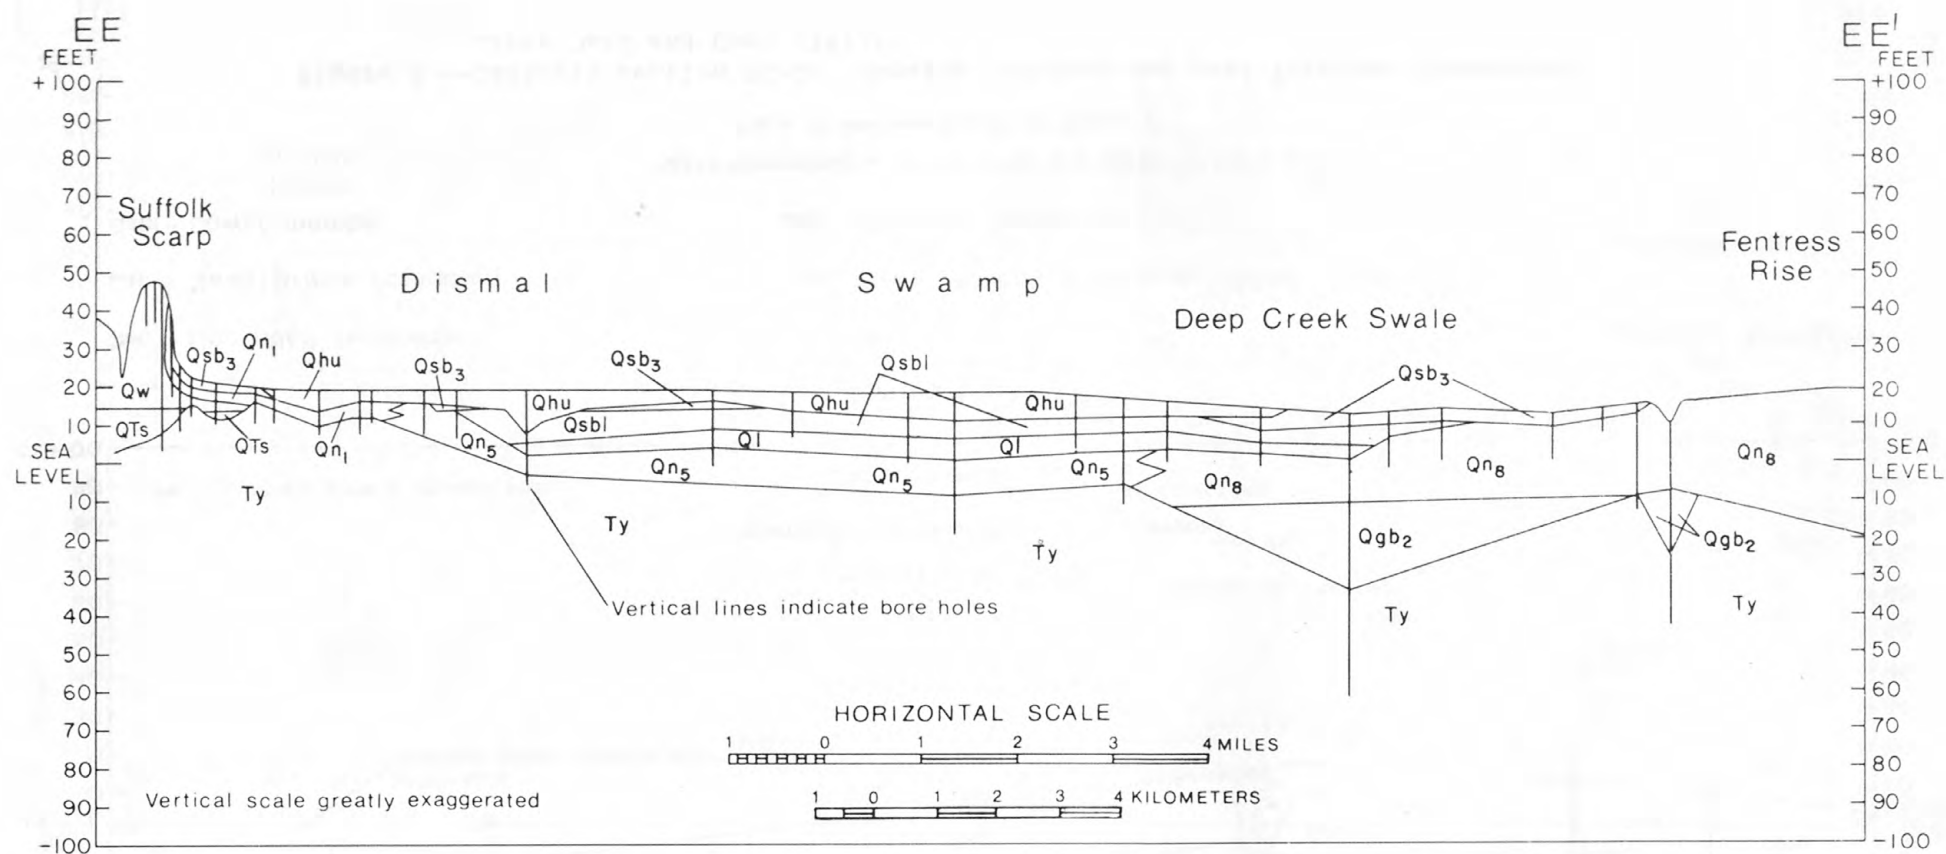 EE
FEET
+100
90
80
70
60
50
40
30
20
10
SEA
LEVEL
10
20
30
40
50
60
70
80
90
-100
EE'
FEET
+100
90
80
70
60
50
40
30
20
10
SEA
LEVEL
10
20
30
40
50
60
70
80
90
-100
Suffolk
Scarp
Dismal Swamp
Deep Creek Swale
Fentress
Rise
Qsb₃
Qn₁
Qhu
Qsb₃
Qsb₃
Qsbl
Qsb₃
Qw
QTs
QTs
Qn₁
Qn₅
Qhu
Qsbl
Qhu
Qhu
Ql
Ql
Qn₅
Qn₅
Qn₅
Qn₈
Qn₈
Qn₈
Qgb₂
Qgb₂
Ty
Ty
Ty
Ty
Ty
Vertical lines indicate bore holes
HORIZONTAL SCALE
1 0 1 2 3 4 MILES
1 0 1 2 3 4 KILOMETERS
Vertical scale greatly exaggerated